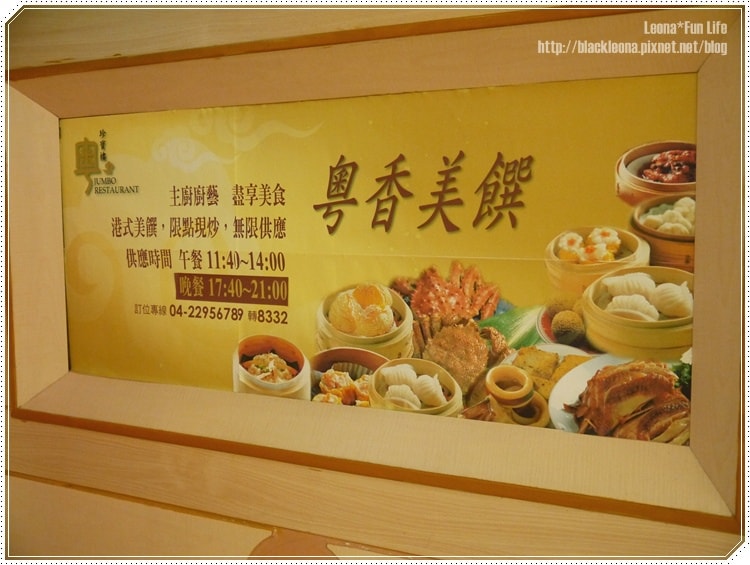 Leona*Fun Life
http://blackleona.pixnet.net/blog
珍寶樓
粵
JUMBO
RESTAURANT
粵香美饌
主廚廚藝 盡享美食
港式美饌,限點現炒,無限供應
供應時間 午餐 11:40~14:00
晚餐 17:40~21:00
訂位專線 04-22956789 轉8332